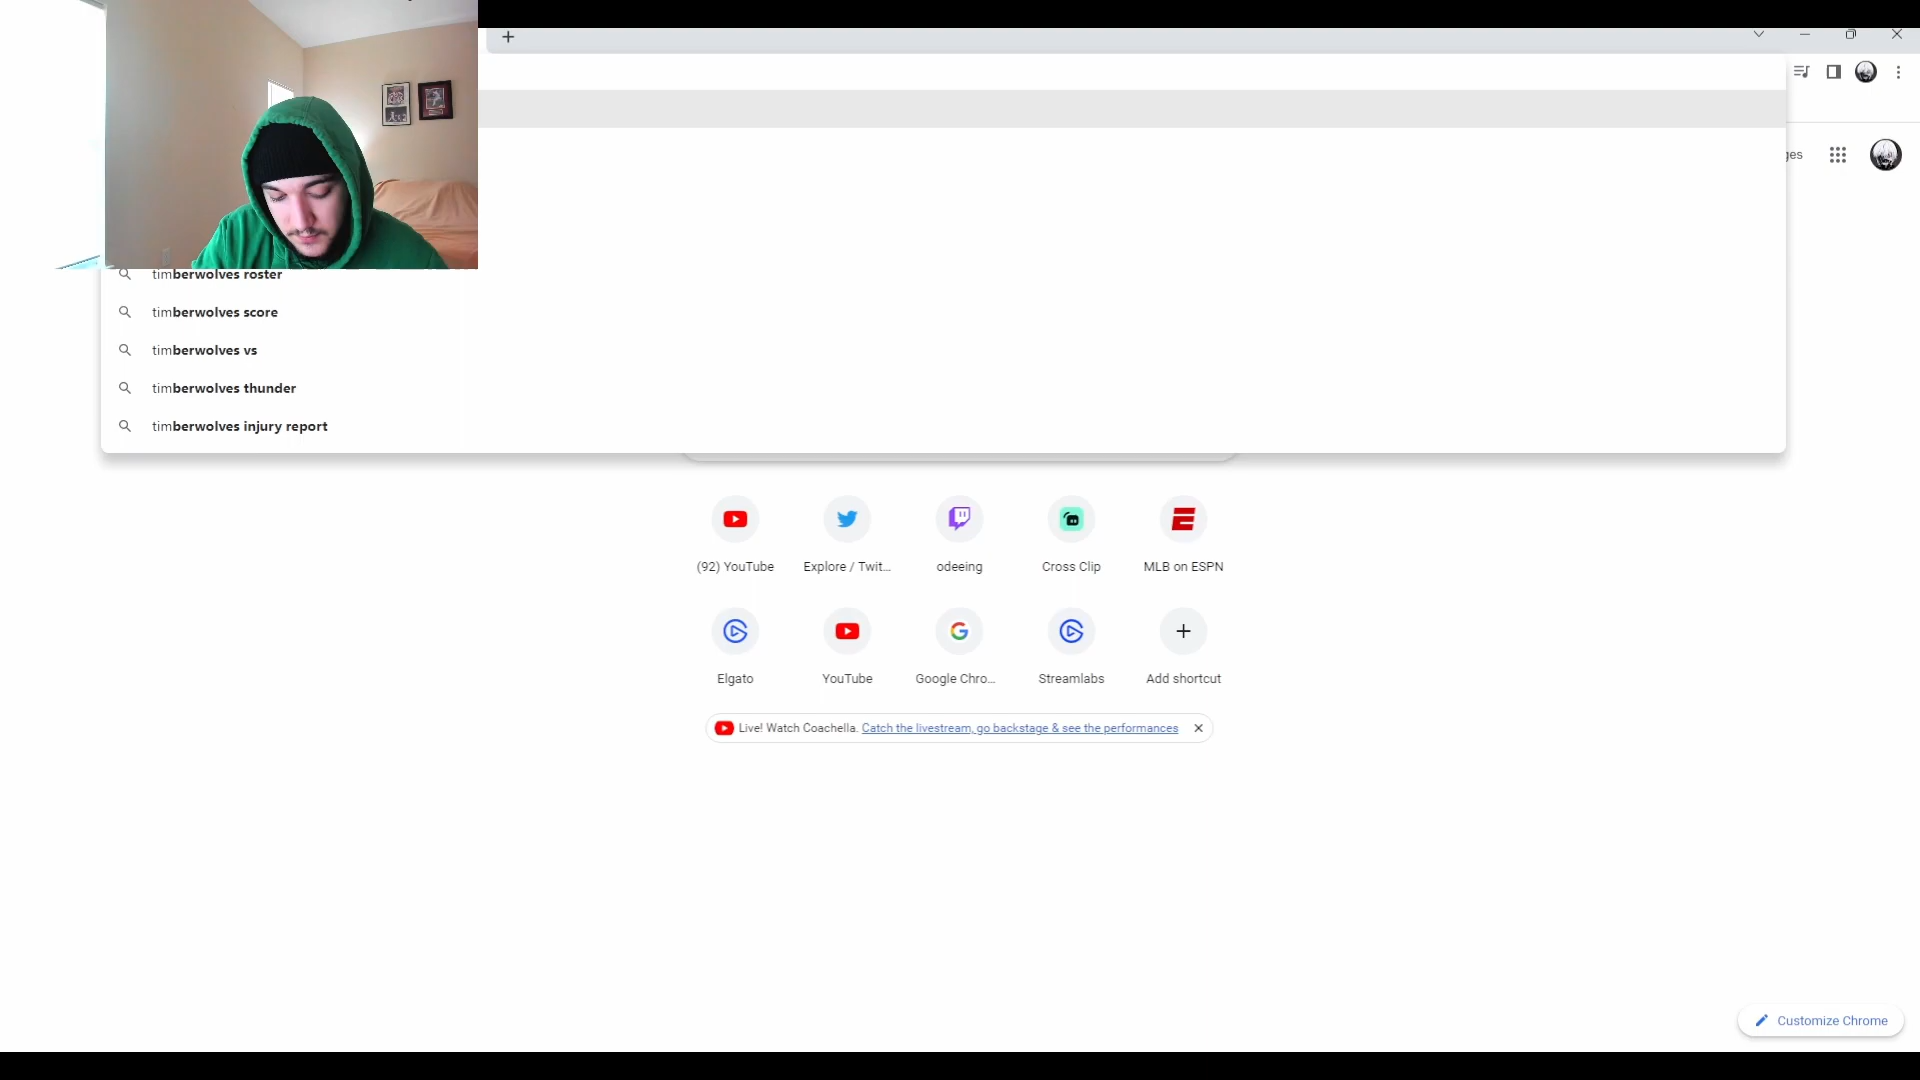 ges
timberwolves roster
timberwolves score
timberwolves vs
timberwolves thunder
timberwolves injury report
(92) YouTube
Explore / Twit...
odeeing
Cross Clip
MLB on ESPN
Elgato
YouTube
Google Chro...
Streamlabs
Add shortcut
Live! Watch Coachella. Catch the livestream, go backstage & see the performances
Customize Chrome